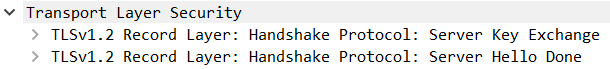 Transport Layer Security
TLSv1.2 Record Layer: Handshake Protocol: Server Key Exchange
TLSv1.2 Record Layer: Handshake Protocol: Server Hello Done